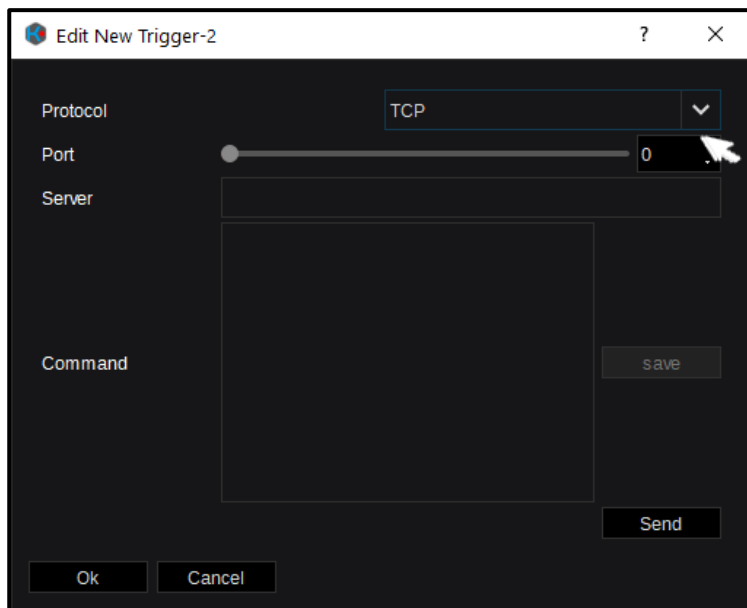 Edit New Trigger-2 ?
Protocol TCP
Port 0
Server
Command save
Send
Ok Cancel